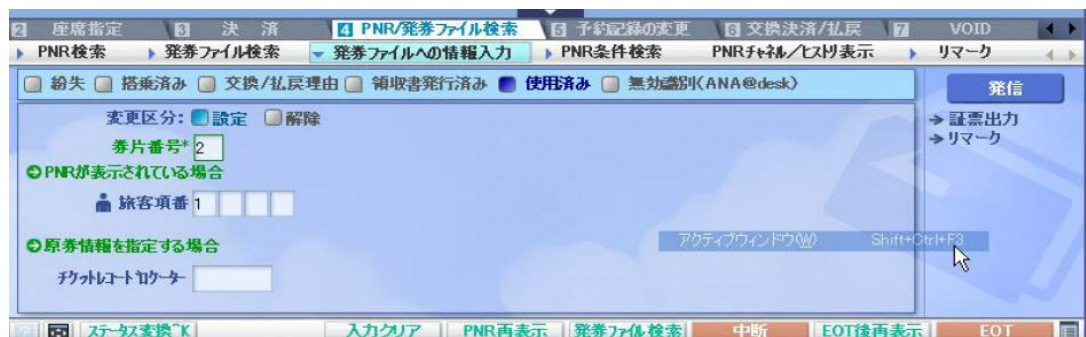 2 座席指定 3 決 済 4 PNR/発券ファイル検索 5 予約記録の変更 6 交換決済/払戻 7 VOID
PNR検索 発券ファイル検索 発券ファイルへの情報入力 PNR条件検索 PNRチャネル/ヒストリ表示 リマーク
紛失 搭乗済み 交換/払戻理由 領収書発行済み 使用済み 無効識別(ANA@desk) 発信
変更区分: 設定 解除 証票出力
券片番号* 2 リマーク
PNRが表示されている場合
旅客項番 1
原券情報を指定する場合 アクティブウィンドウ(W) Shift+Ctrl+F3
チケットレコードロケーター
ステータス変換^K 入力クリア PNR再表示 発券ファイル検索 中断 EOT後再表示 EOT